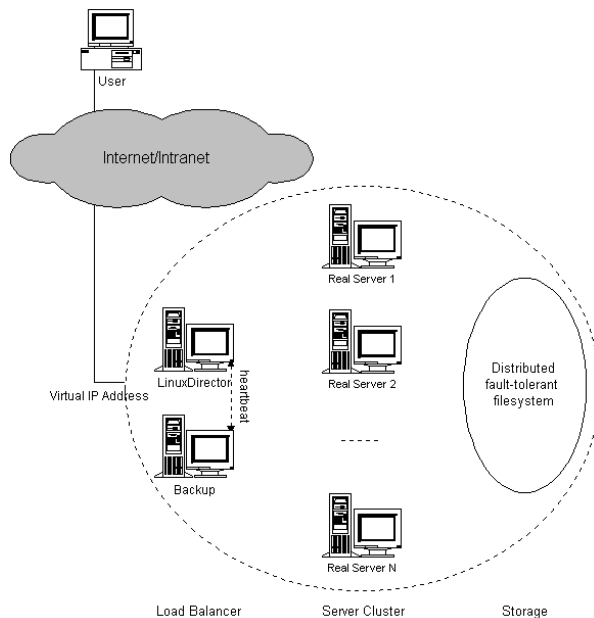 User
Internet/Intranet
Real Server 1
LinuxDirector
Real Server 2
heartbeat
Distributed
fault-tolerant
filesystem
Virtual IP Address
Backup
Real Server N
Load Balancer
Server Cluster
Storage